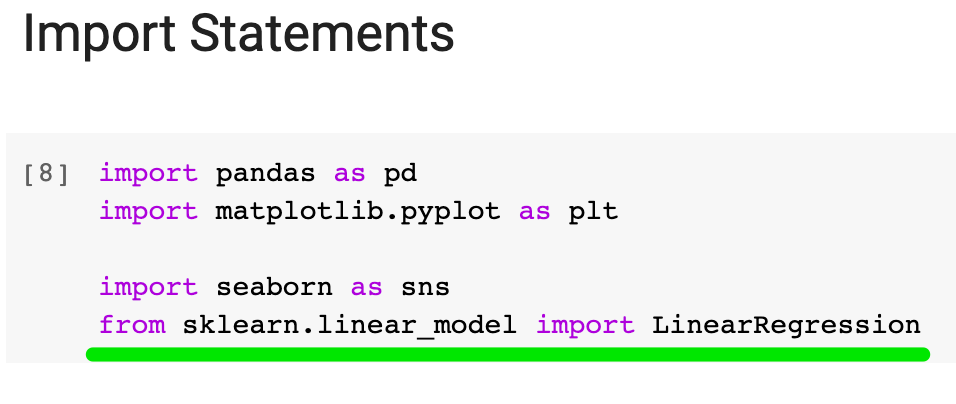 Import Statements
[8] import pandas as pd
import matplotlib.pyplot as plt
import seaborn as sns
from sklearn.linear_model import LinearRegression